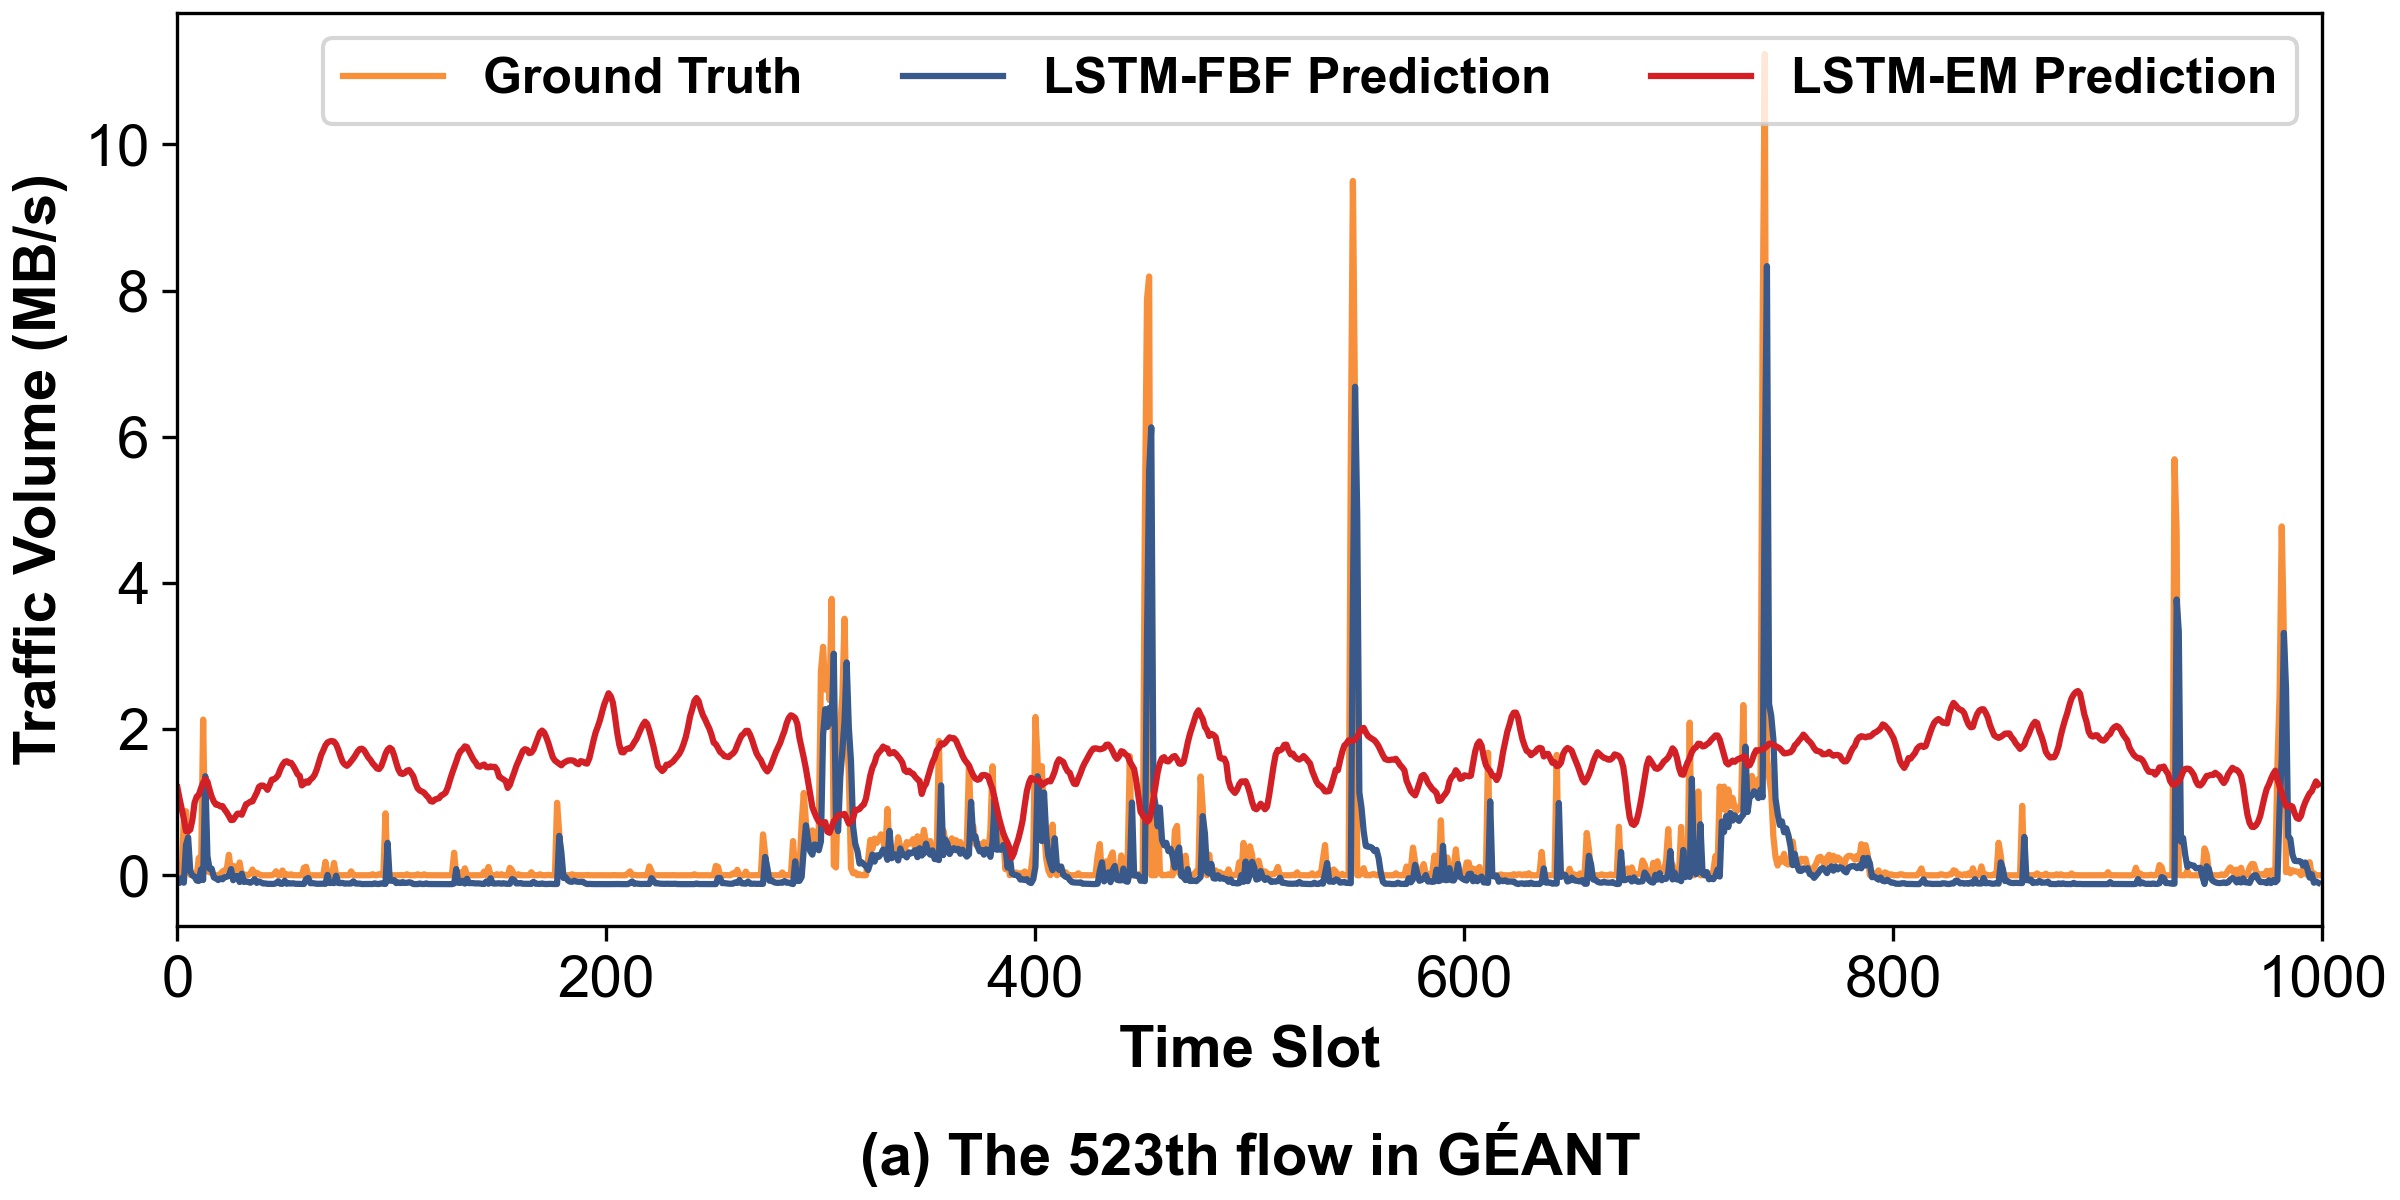 Ground Truth
LSTM-FBF Prediction
LSTM-EM Prediction
Traffic Volume (MB/s)
10
8
6
4
2
0
0 200 400 600 800 1000
Time Slot
(a) The 523th flow in GÉANT